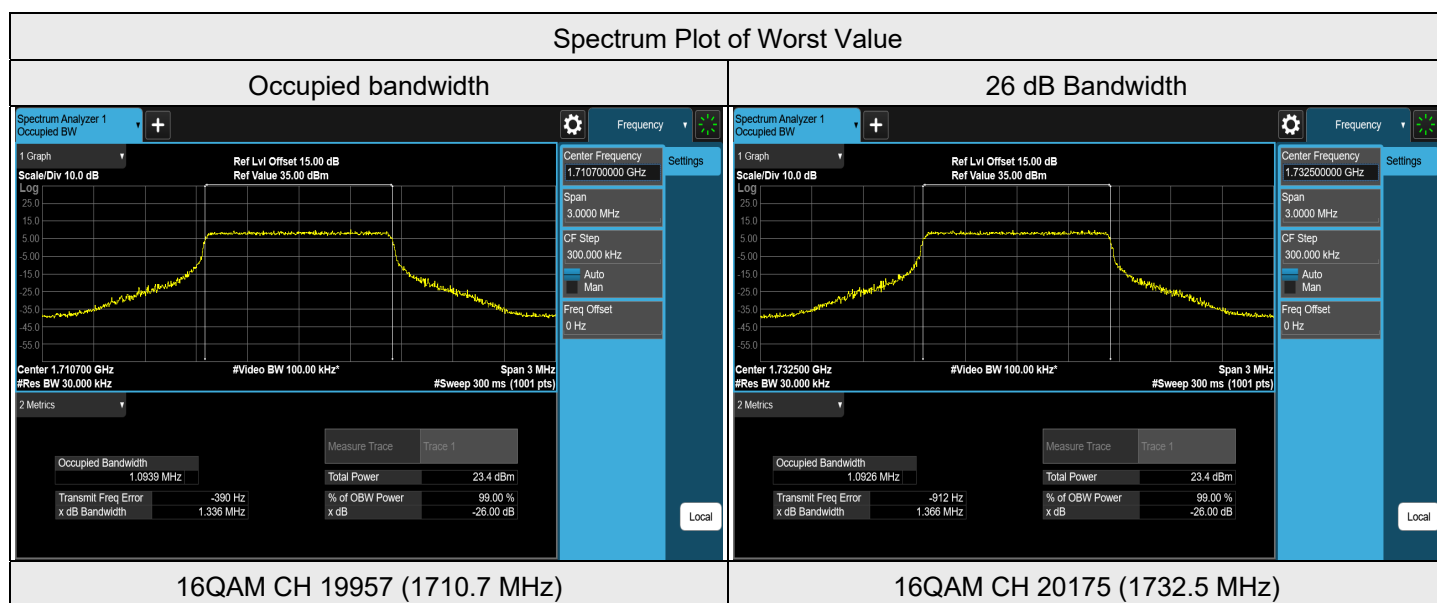 Spectrum Plot of Worst Value
Occupied bandwidth
26 dB Bandwidth
Spectrum Analyzer 1
Occupied BW
+
Frequency
1 Graph
Scale/Div 10.0 dB
Ref Lvl Offset 15.00 dB
Ref Value 35.00 dBm
Log
25.0
15.0
5.00
-5.00
-15.0
-25.0
-35.0
-45.0
-55.0
Center 1.710700 GHz
#Video BW 100.00 kHz*
Span 3 MHz
#Res BW 30.000 kHz
#Sweep 300 ms (1001 pts)
Center Frequency
1.710700000 GHz
Settings
Span
3.0000 MHz
CF Step
300.000 kHz
Auto
Man
Freq Offset
0 Hz
Local
2 Metrics
Measure Trace Trace 1
Occupied Bandwidth
1.0939 MHz
Total Power 23.4 dBm
Transmit Freq Error -390 Hz
% of OBW Power 99.00 %
x dB Bandwidth 1.336 MHz
x dB -26.00 dB
Spectrum Analyzer 1
Occupied BW
+
Frequency
1 Graph
Scale/Div 10.0 dB
Ref Lvl Offset 15.00 dB
Ref Value 35.00 dBm
Log
25.0
15.0
5.00
-5.00
-15.0
-25.0
-35.0
-45.0
-55.0
Center 1.732500 GHz
#Video BW 100.00 kHz*
Span 3 MHz
#Res BW 30.000 kHz
#Sweep 300 ms (1001 pts)
Center Frequency
1.732500000 GHz
Settings
Span
3.0000 MHz
CF Step
300.000 kHz
Auto
Man
Freq Offset
0 Hz
Local
2 Metrics
Measure Trace Trace 1
Occupied Bandwidth
1.0926 MHz
Total Power 23.4 dBm
Transmit Freq Error -912 Hz
% of OBW Power 99.00 %
x dB Bandwidth 1.366 MHz
x dB -26.00 dB
16QAM CH 19957 (1710.7 MHz)
16QAM CH 20175 (1732.5 MHz)